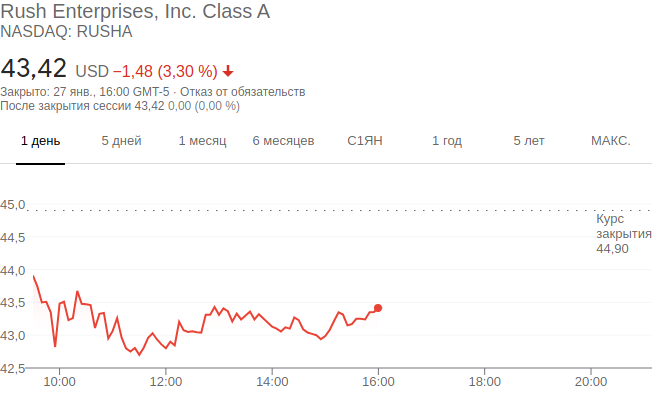 Rush Enterprises, Inc. Class A
NASDAQ: RUSHA
43,42 USD −1,48 (3,30 %)
Закрыто: 27 янв., 16:00 GMT-5 · Отказ от обязательств
После закрытия сессии 43,42 0,00 (0,00 %)
1 день 5 дней 1 месяц 6 месяцев С1ЯН 1 год 5 лет МАКС.
45,0
Курс
закрытия
44,90
44,5
44,0
43,5
43,0
42,5
10:00 12:00 14:00 16:00 18:00 20:00